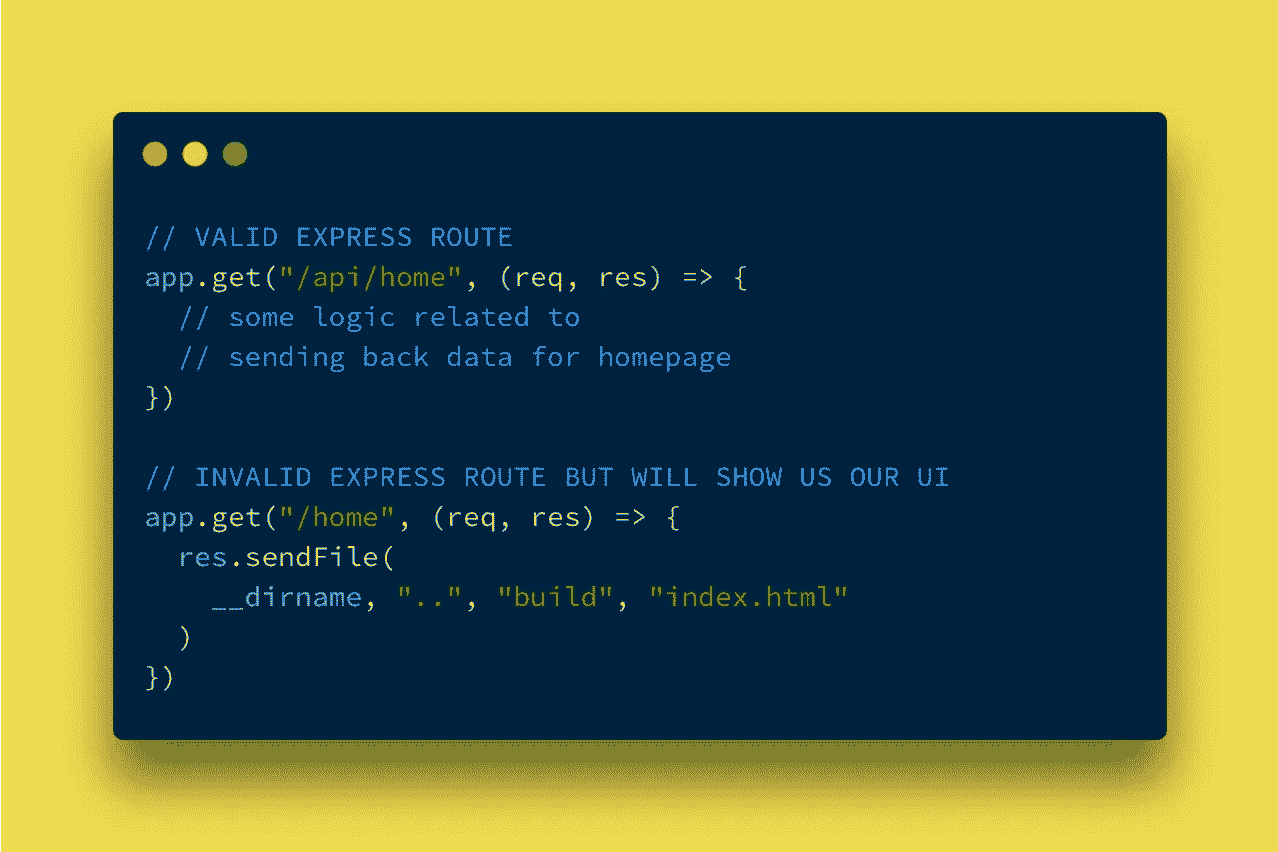 // VALID EXPRESS ROUTE
app.get("/api/home", (req, res) => {
  // some logic related to
  // sending back data for homepage
})

// INVALID EXPRESS ROUTE BUT WILL SHOW US OUR UI
app.get("/home", (req, res) => {
  res.sendFile(
    __dirname, "..", "build", "index.html"
  )
})